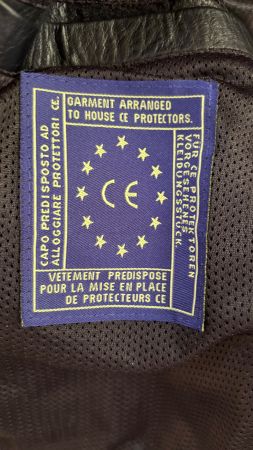 GARMENT ARRANGED
TO HOUSE CE PROTECTORS.
FUR CE PROTEKTOREN
VORGESEHENES
KLEIDUNGSSTÜCK
CE
VETEMENT PREDISPOSE
POUR LA MISE EN PLACE
DE PROTECTEURS CE
CAPO PREDISPOSTO AD
ALLOGGIARE PROTETTORI CE.